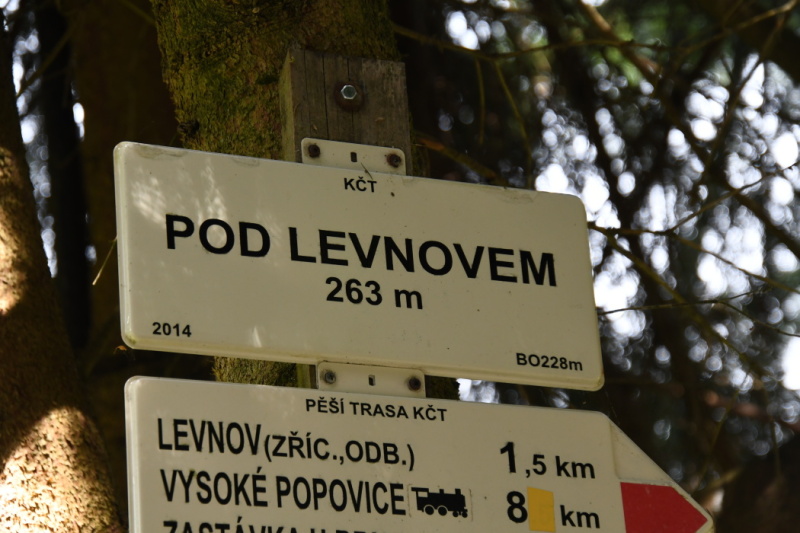 KČT
POD LEVNOVEM
263 m
2014 BO228m
PĚŠÍ TRASA KČT
LEVNOV(ZŘÍC.,ODB.) 1,5 km
VYSOKÉ POPOVICE 8 km
ZASTÁVKA U